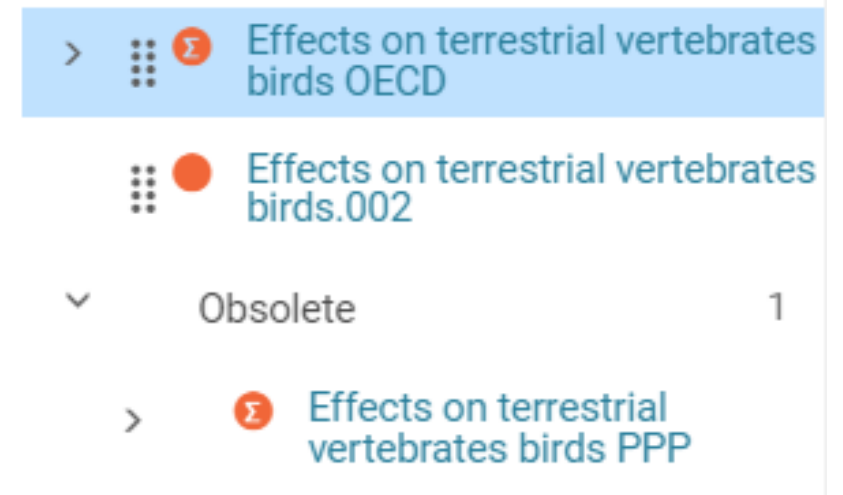 Σ Effects on terrestrial vertebrates
birds OECD
Effects on terrestrial vertebrates
birds.002
Obsolete 1
Σ Effects on terrestrial
vertebrates birds PPP